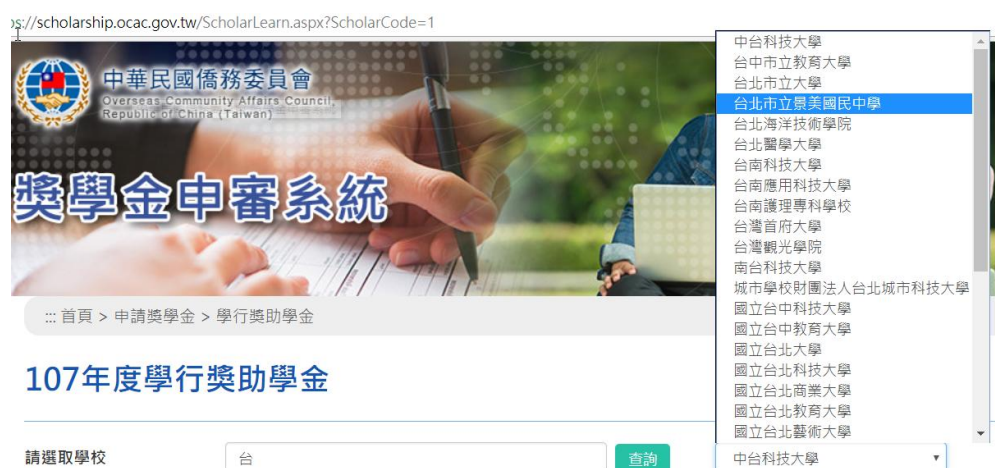 ps://scholarship.ocac.gov.tw/ScholarLearn.aspx?ScholarCode=1
中華民國僑務委員會
Overseas Community Affairs Council,
Republic of China (Taiwan)
獎學金申審系統
:::首頁 > 申請獎學金 > 學行獎助學金
107年度學行獎助學金
請選取學校
台
查詢
中台科技大學
中台科技大學
台中市立教育大學
台北市立大學
台北市立景美國民中學
台北海洋技術學院
台北醫學大學
台南科技大學
台南應用科技大學
台南護理專科學校
台灣首府大學
台灣觀光學院
南台科技大學
城市學校財團法人台北城市科技大學
國立台中科技大學
國立台中教育大學
國立台北大學
國立台北科技大學
國立台北商業大學
國立台北教育大學
國立台北藝術大學